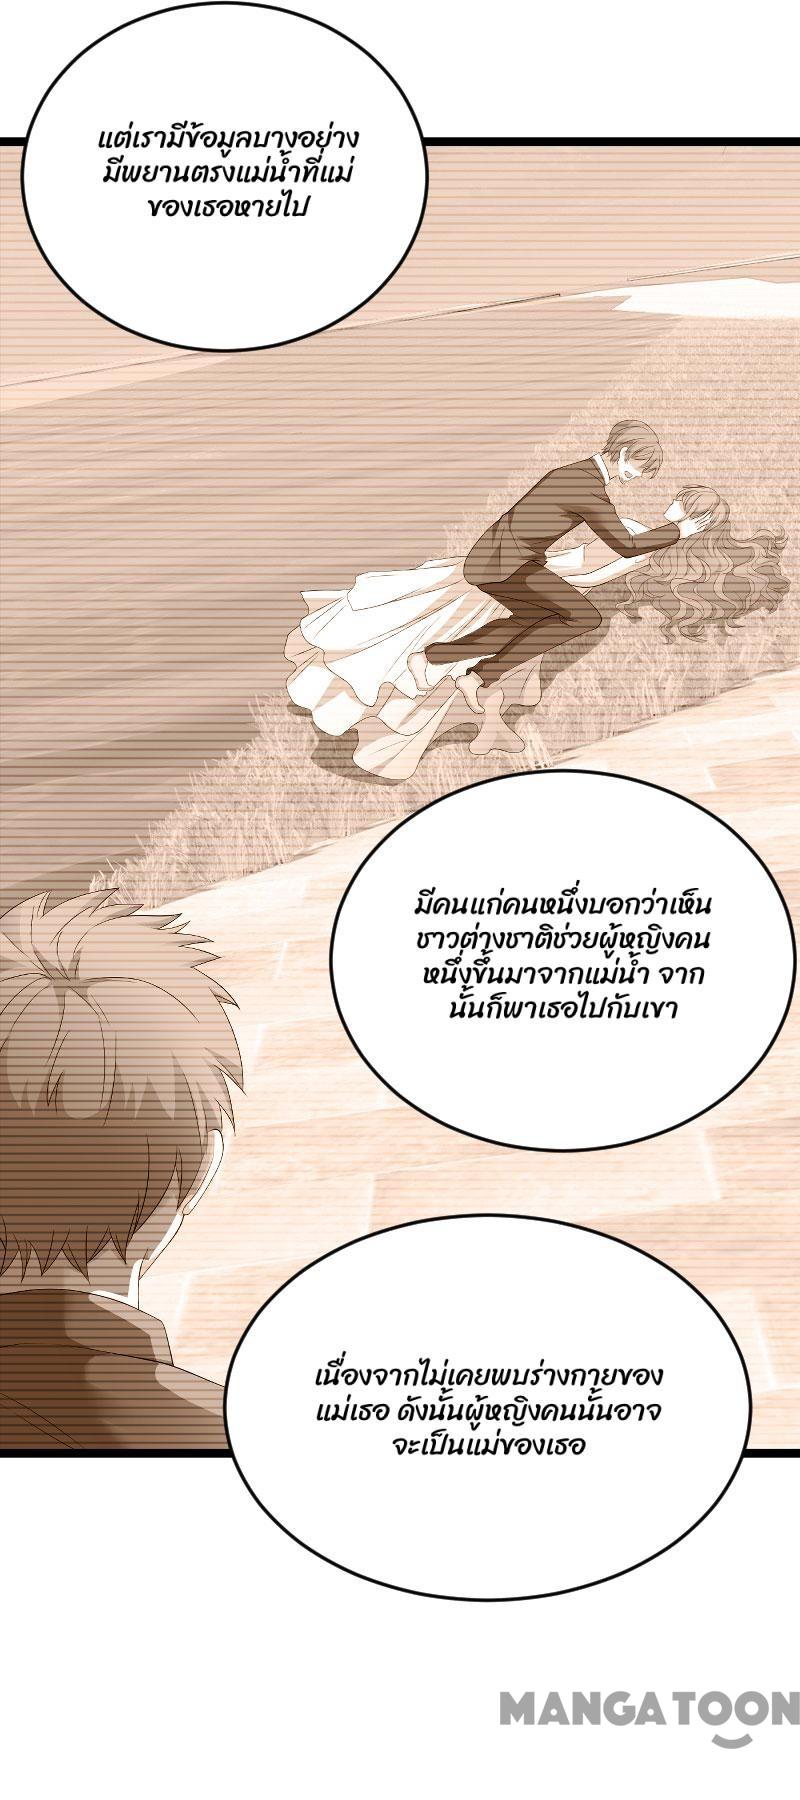 แต่เรามีข้อมูลบางอย่าง
มีพยานตรงแม่น้ำที่แม่
ของเธอหายไป
มีคนแก่คนหนึ่งบอกว่าเห็น
ชาวต่างชาติช่วยผู้หญิงคน
หนึ่งขึ้นมาจากแม่น้ำ จาก
นั้นก็พาเธอไปกับเขา
เนื่องจากไม่เคยพบร่างกายของ
แม่เธอ ดังนั้นผู้หญิงคนนั้นอาจ
จะเป็นแม่ของเธอ
MANGATOON